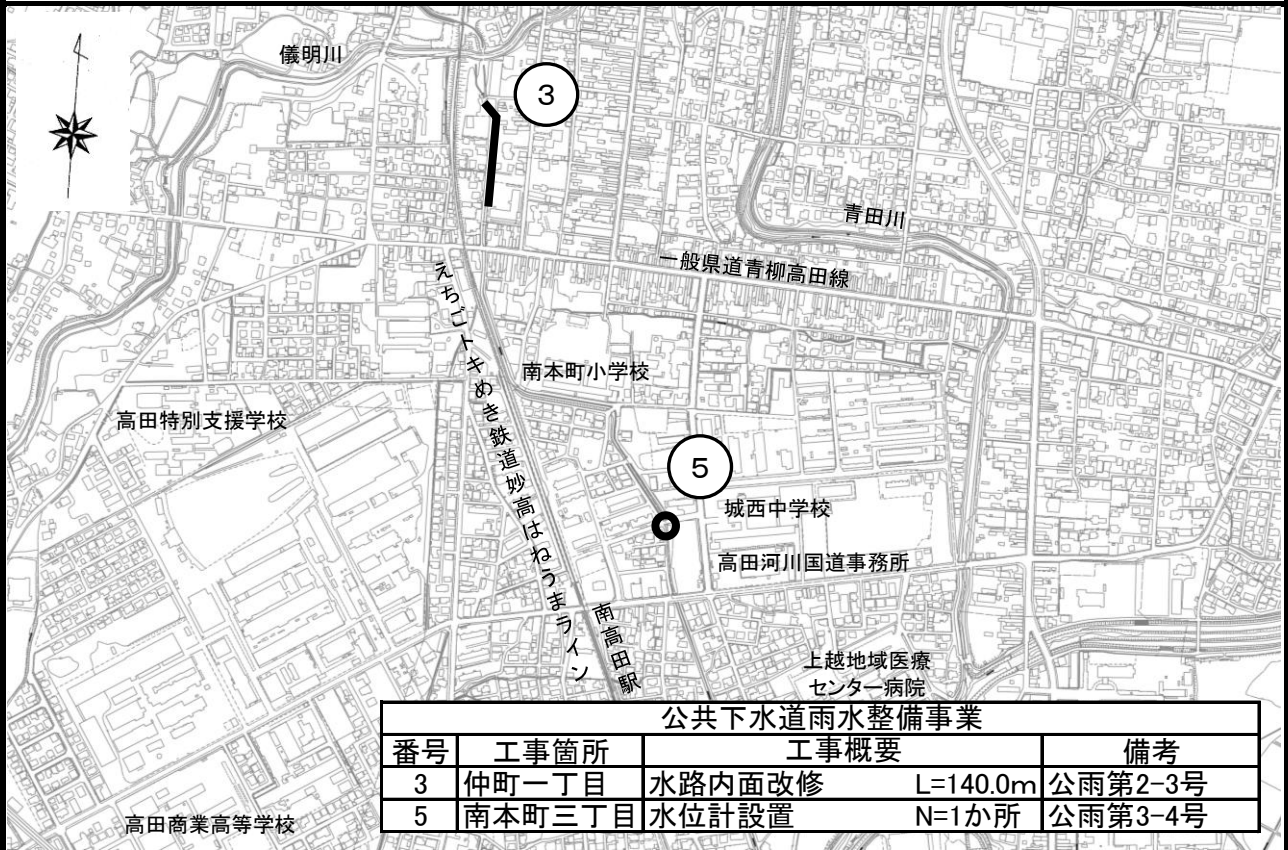 儀明川
3
青田川
一般県道青柳高田線
えちごトキめき鉄道妙高はねうまライン
南本町小学校
高田特別支援学校
5
城西中学校
高田河川国道事務所
南高田駅
上越地域医療
センター病院
高田商業高等学校
公共下水道雨水整備事業
番号 工事箇所 工事概要 備考
3 仲町一丁目 水路内面改修 L=140.0m 公雨第2-3号
5 南本町三丁目 水位計設置 N=1か所 公雨第3-4号